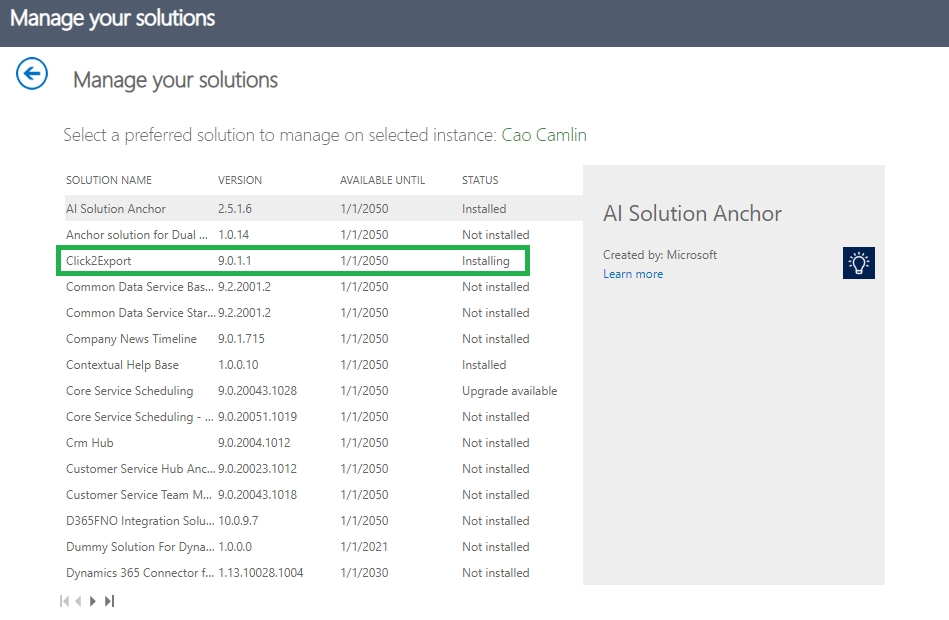 Manage your solutions
Manage your solutions
Select a preferred solution to manage on selected instance: Cao Camlin
SOLUTION NAME VERSION AVAILABLE UNTIL STATUS
AI Solution Anchor 2.5.1.6 1/1/2050 Installed
Anchor solution for Dual ... 1.0.14 1/1/2050 Not installed
Click2Export 9.0.1.1 1/1/2050 Installing
Common Data Service Bas... 9.2.2001.2 1/1/2050 Not installed
Common Data Service Star... 9.2.2001.2 1/1/2050 Not installed
Company News Timeline 9.0.1.715 1/1/2050 Not installed
Contextual Help Base 1.0.0.10 1/1/2050 Installed
Core Service Scheduling 9.0.20043.1028 1/1/2050 Upgrade available
Core Service Scheduling - ... 9.0.20051.1019 1/1/2050 Not installed
Crm Hub 9.0.2004.1012 1/1/2050 Not installed
Customer Service Hub Anc... 9.0.20023.1012 1/1/2050 Not installed
Customer Service Team M... 9.0.20043.1018 1/1/2050 Not installed
D365FNO Integration Solu... 10.0.9.7 1/1/2050 Not installed
Dummy Solution For Dyna... 1.0.0.0 1/1/2021 Not installed
Dynamics 365 Connector f... 1.13.10028.1004 1/1/2030 Not installed
AI Solution Anchor
Created by: Microsoft
Learn more